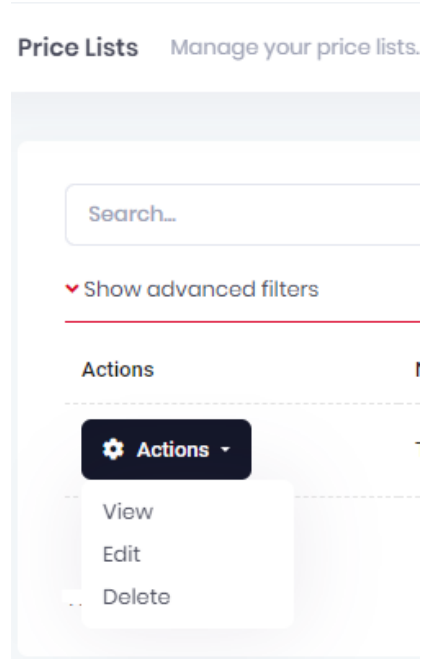 Price Lists Manage your price lists.
Search...
Show advanced filters
Actions
Actions
View
Edit
Delete